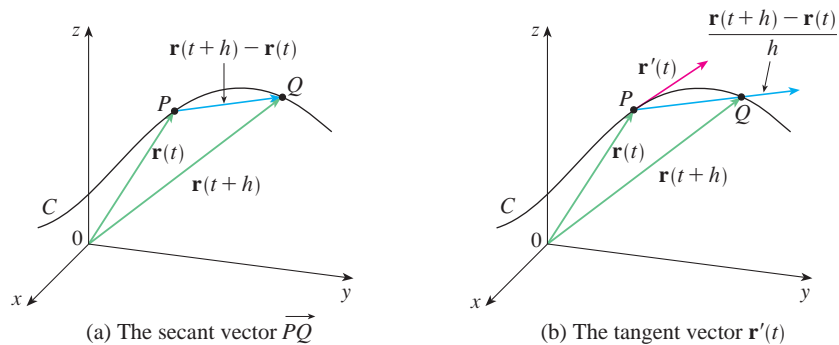 z
r(t+h)−r(t)
P
Q
r(t)
r(t+h)
C
0
x
y
(a) The secant vector PQ
z
r(t+h)−r(t)
h
r′(t)
P
Q
r(t)
r(t+h)
C
0
x
y
(b) The tangent vector r′(t)